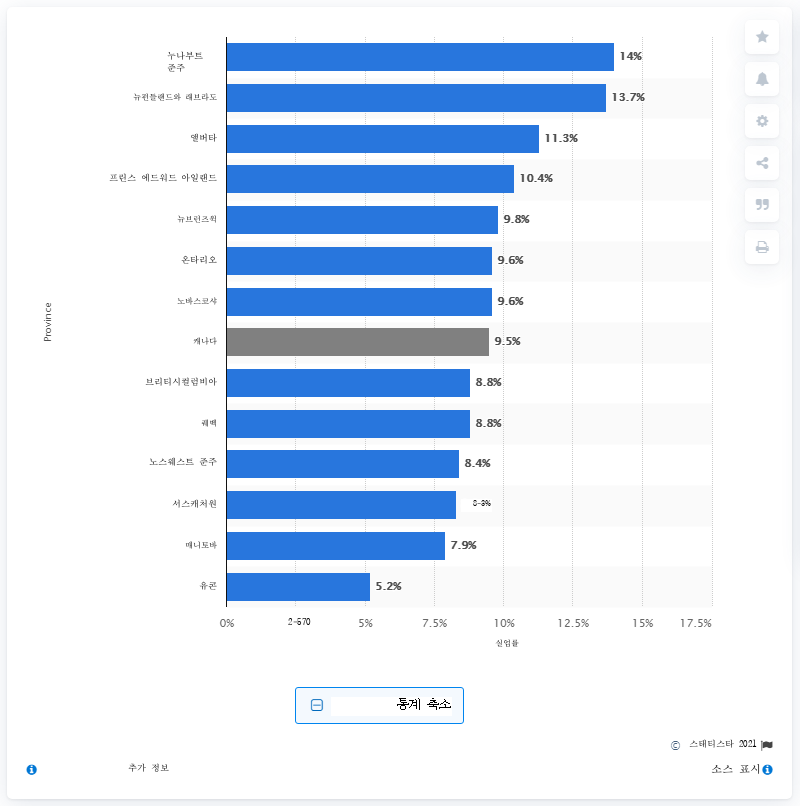 누나부트
준주
14%
뉴펀들랜드와 래브라도
13.7%
앨버타
11.3%
프린스 에드워드 아일랜드
10.4%
뉴브런즈윅
9.8%
온타리오
9.6%
노바스코샤
9.6%
캐나다
9.5%
브리티시컬럼비아
8.8%
퀘벡
8.8%
노스웨스트 준주
8.4%
서스캐처원
8-3%
매니토바
7.9%
유콘
5.2%
Province
0% 2-570 5% 7.5% 10% 12.5% 15% 17.5%
실업률
통계 축소
© 스태티스타 2021
추가 정보
소스 표시